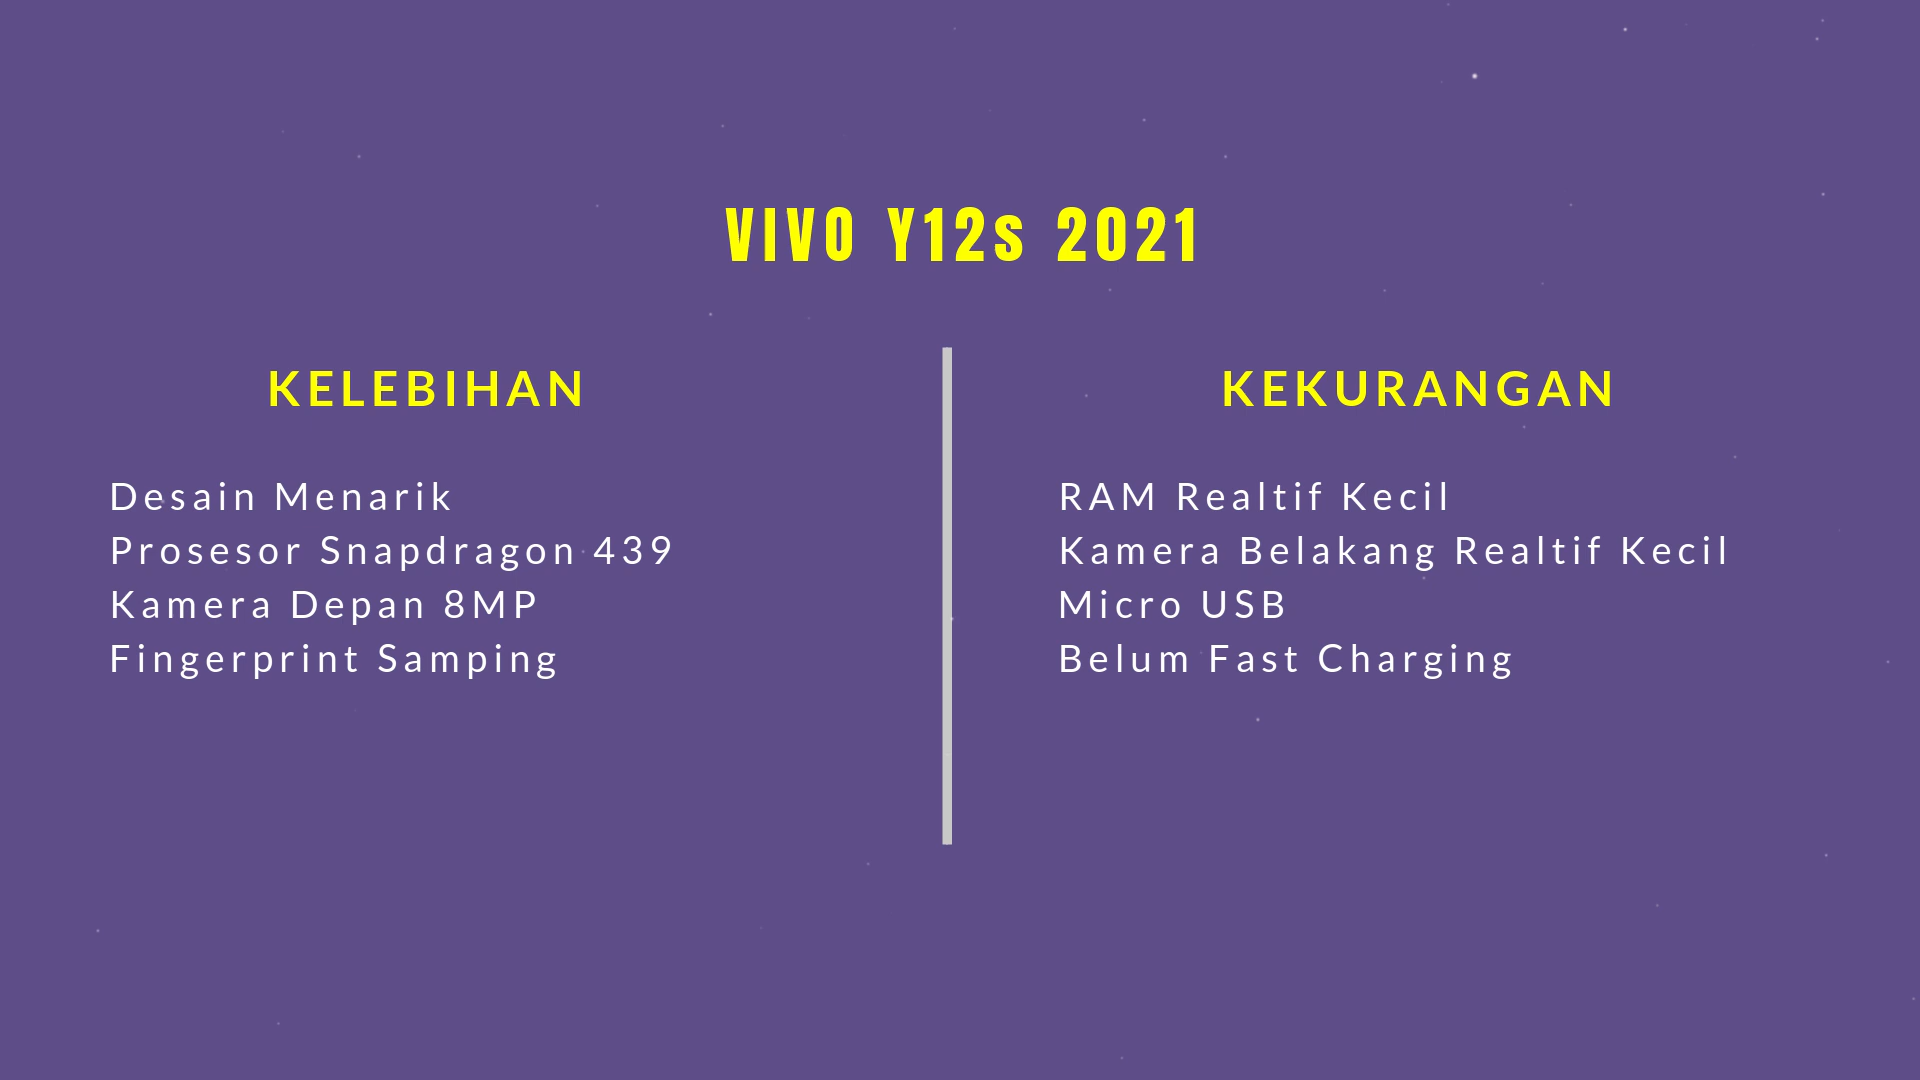 VIVO Y12s 2021
KELEBIHAN
Desain Menarik
Prosesor Snapdragon 439
Kamera Depan 8MP
Fingerprint Samping
KEKURANGAN
RAM Realtif Kecil
Kamera Belakang Realtif Kecil
Micro USB
Belum Fast Charging